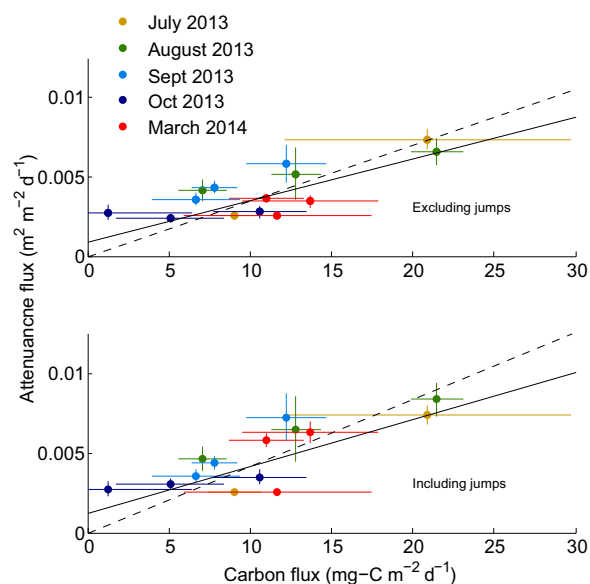 July 2013
August 2013
Sept 2013
Oct 2013
March 2014
0.01
0.005
0
Excluding jumps
0 5 10 15 20 25 30
Attenuancne flux (m² m⁻² d⁻¹)
0.01
0.005
0
Including jumps
0 5 10 15 20 25 30
Carbon flux (mg−C m⁻² d⁻¹)